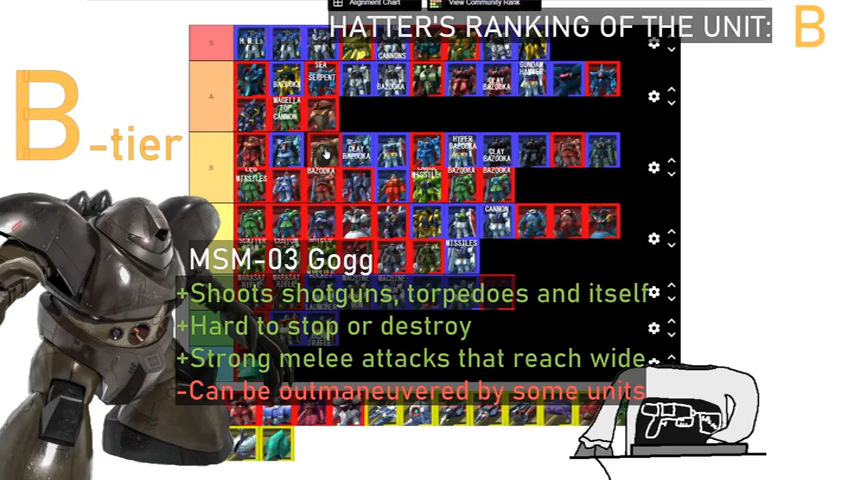 Alignment Chart
View Community Rank
HATTER'S RANKING OF THE UNIT:
B
B-tier
S
CANNONS
A
BAZOOKA
SEA
SERPENT
BAZOOKA
CLAY
BAZOOKA
GUNDAM
HAMMER
MAGELLA
TOP
CANNON
B
CLAY
BAZOOKA
HYPER
BAZOOKA
CLAY
BAZOOKA
MISSILES
BAZOOKA
BAZOOKA
BAZOOKA
CANNON
MISSILES
MSM-03 Gogg
+Shoots shotguns, torpedoes and itself
+Hard to stop or destroy
+Strong melee attacks that reach wide
-Can be outmaneuvered by some units